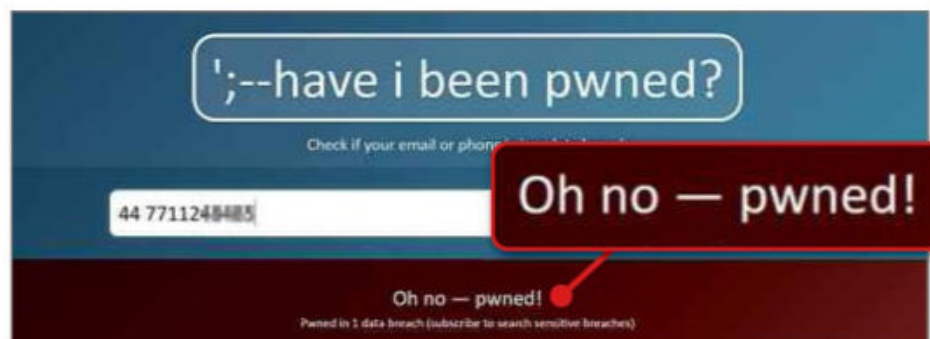 ';--have i been pwned?
Check if your email or phone
Oh no — pwned!
44 77112
Oh no — pwned!
Pwned in 1 data breach (subscribe to search sensitive breaches)